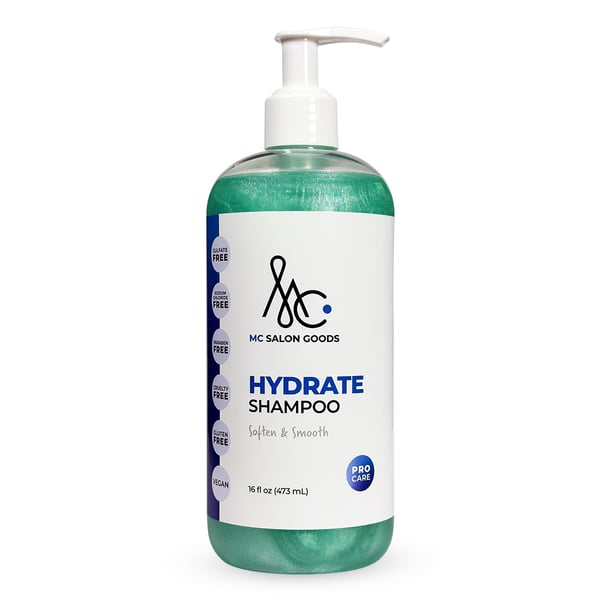 SULFATE
FREE
SODIUM
CHLORIDE
FREE
PARABEN
FREE
CRUELTY
FREE
GLUTEN
FREE
VEGAN
MC
MC SALON GOODS
HYDRATE
SHAMPOO
Soften & Smooth
PRO
CARE
16 fl oz (473 mL)